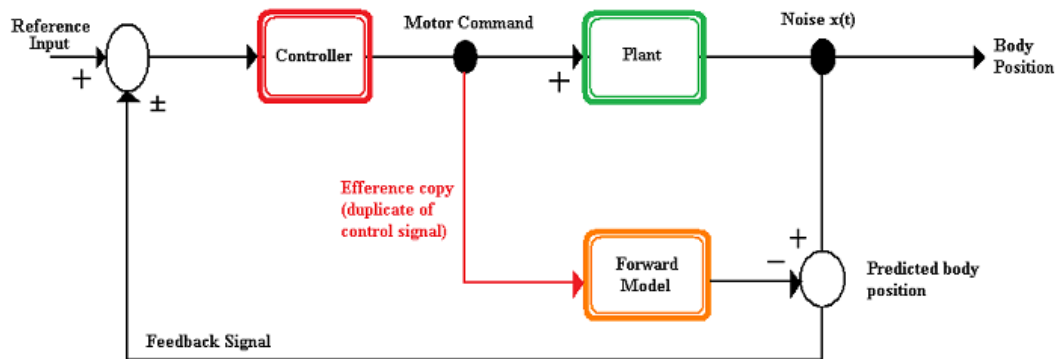 Reference
Input
+
±
Controller
Motor Command
+
Plant
Noise x(t)
Body
Position
Efference copy
(duplicate of
control signal)
Forward
Model
−
+
Predicted body
position
Feedback Signal